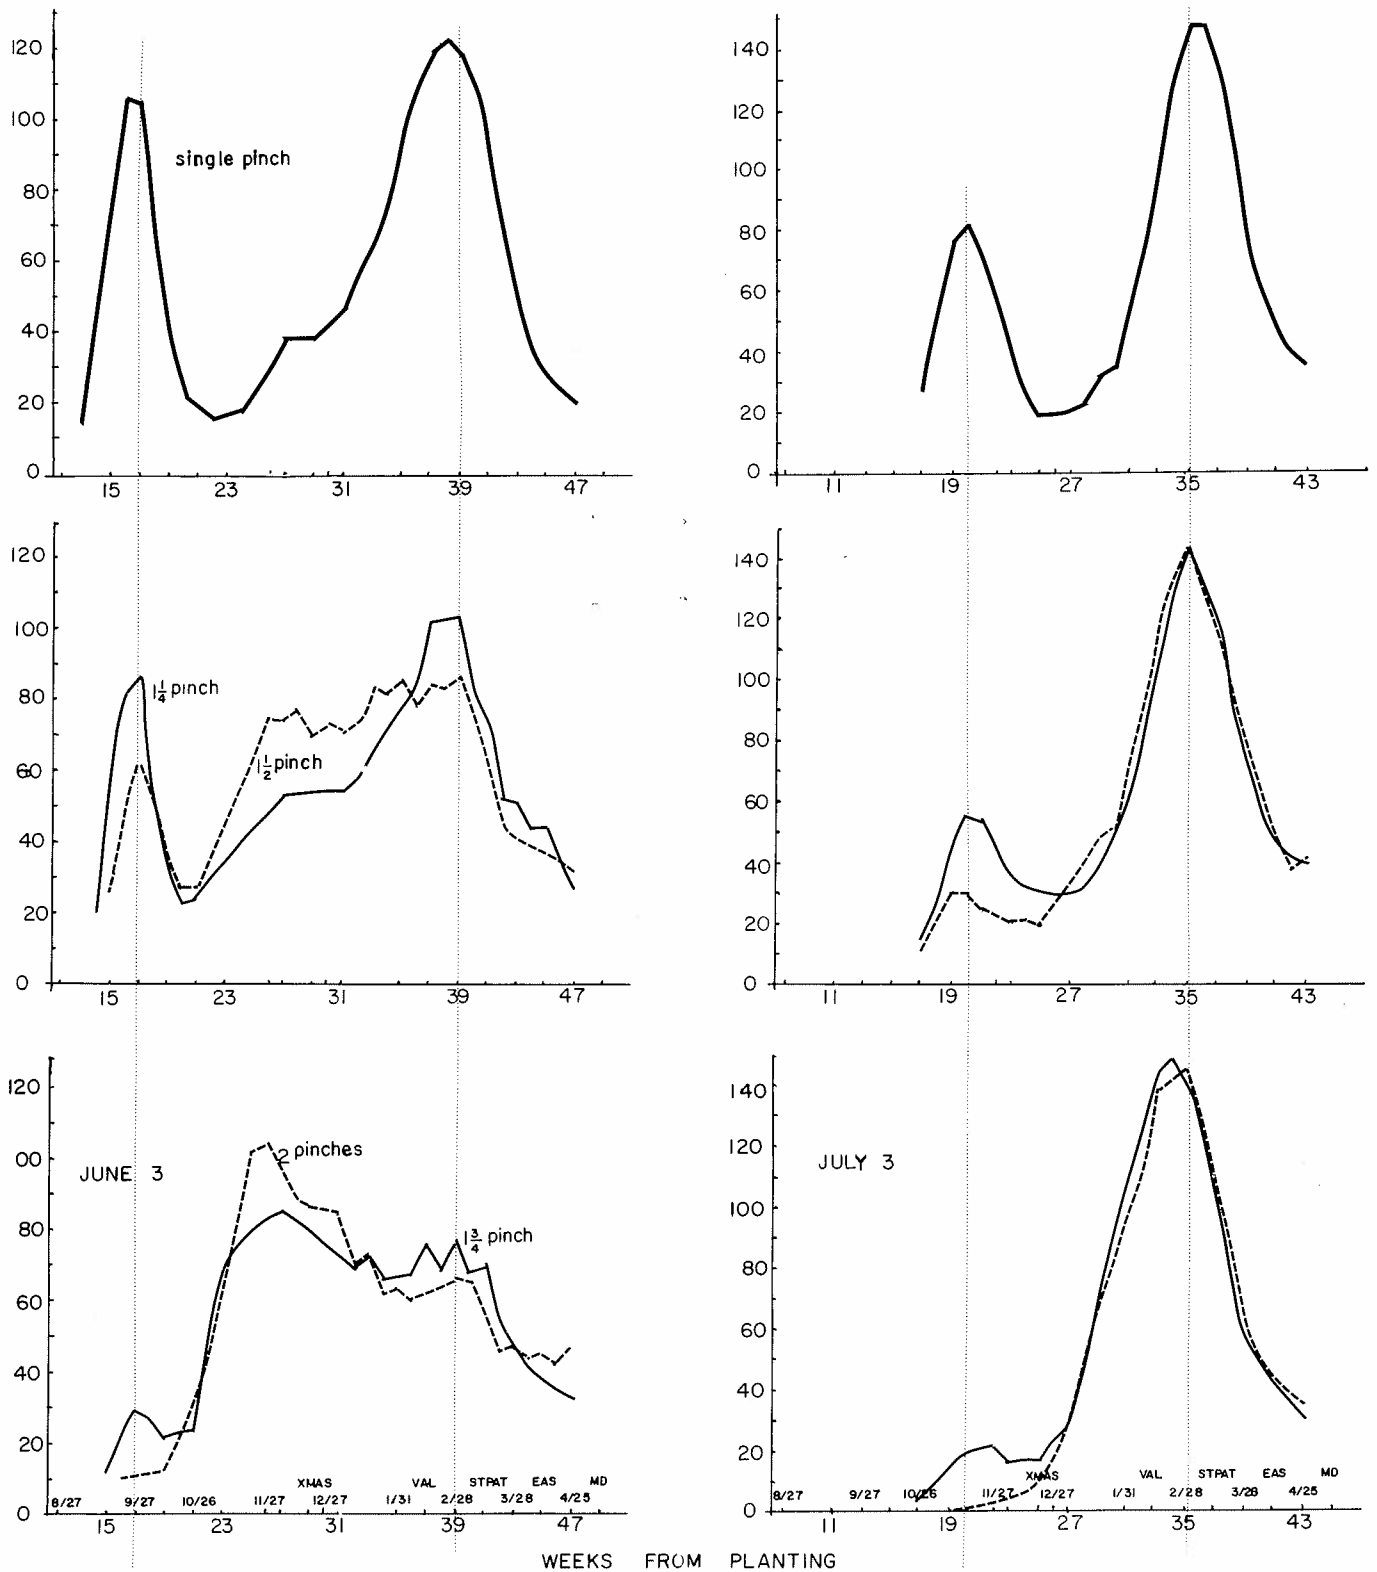 120
100
80
60
40
20
0
single pinch
15 23 31 39 47
140
120
100
80
60
40
20
0
11 19 27 35 43
120
100
80
60
40
20
0
1 1/4 pinch
1 1/2 pinch
15 23 31 39 47
140
120
100
80
60
40
20
0
11 19 27 35 43
120
00
80
60
40
20
0
JUNE 3
2 pinches
1 3/4 pinch
XMAS VAL STPAT EAS MD
8/27 9/27 10/26 11/27 12/27 1/31 2/28 3/28 4/25
15 23 31 39 47
140
120
100
80
60
40
20
0
JULY 3
XMAS VAL STPAT EAS MD
8/27 9/27 10/26 11/27 12/27 1/31 2/28 3/28 4/25
11 19 27 35 43
WEEKS FROM PLANTING